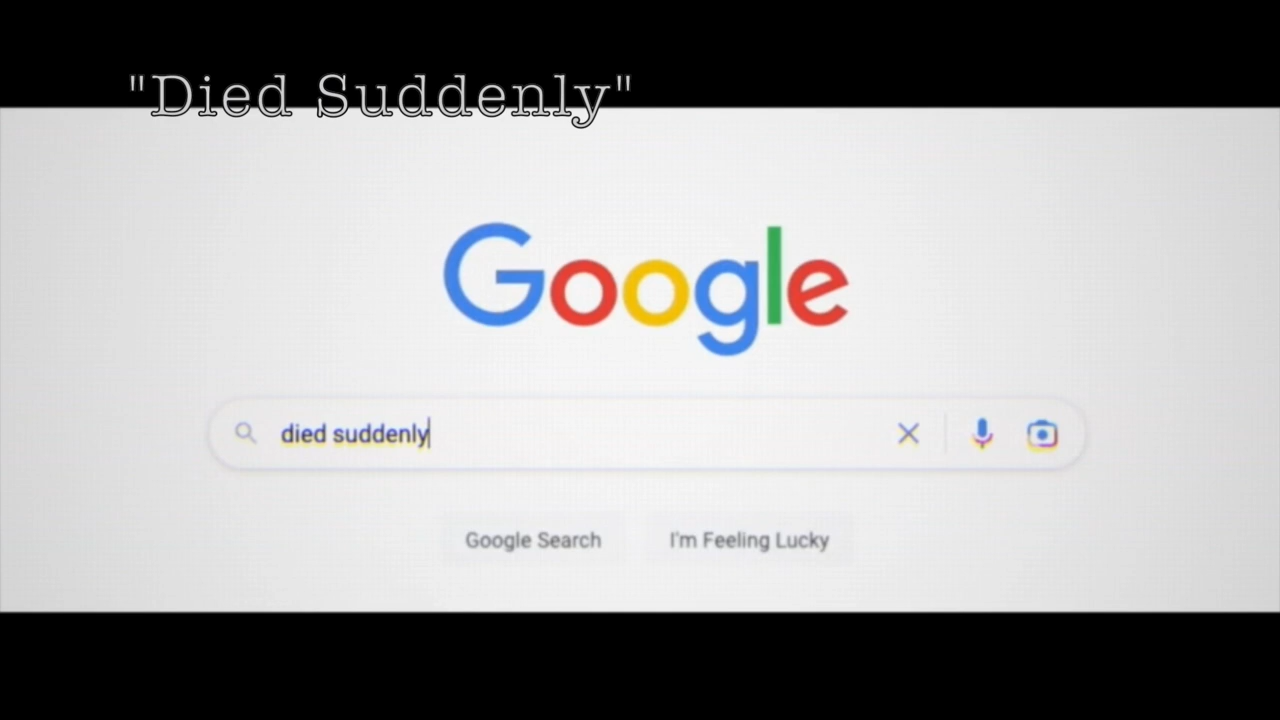 "Died Suddenly"
Google
died suddenly
Google Search
I'm Feeling Lucky